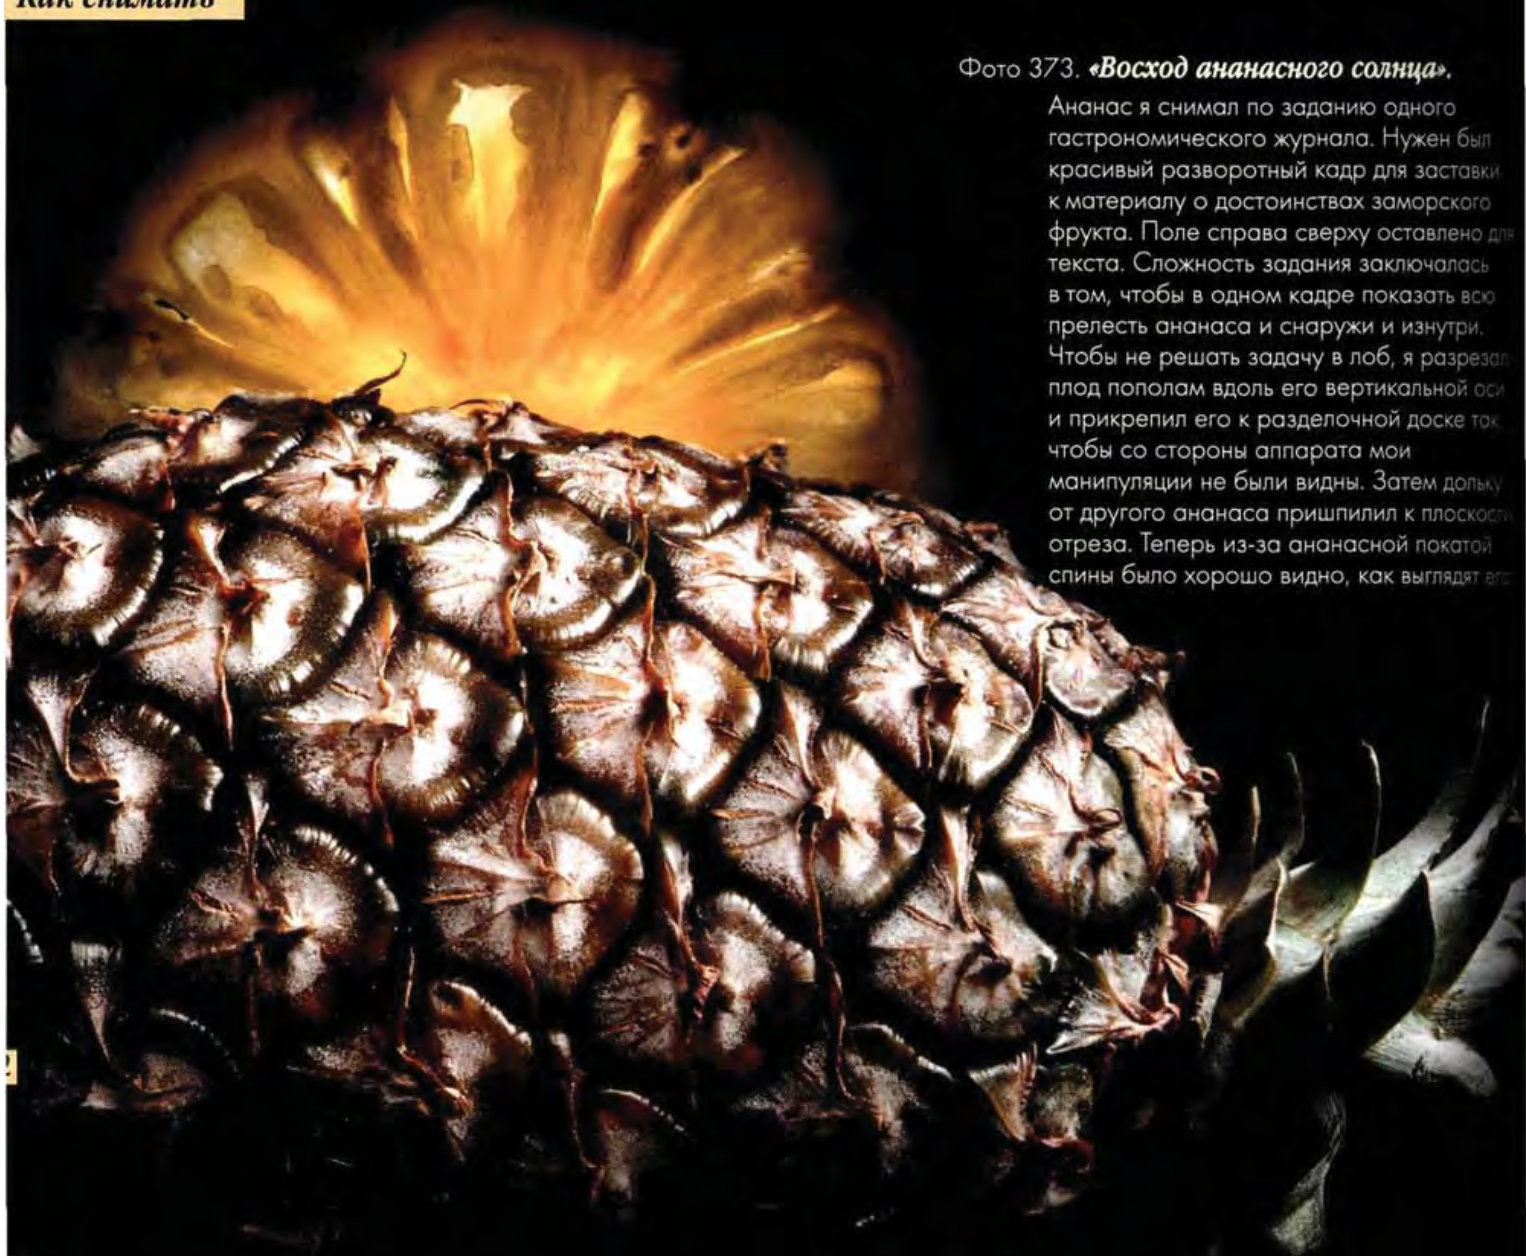 Как снимать
Фото 373. «Восход ананасного солнца».
Ананас я снимал по заданию одного
гастрономического журнала. Нужен был
красивый разворотный кадр для заставки
к материалу о достоинствах заморского
фрукта. Поле справа сверху оставлено для
текста. Сложность задания заключалась
в том, чтобы в одном кадре показать всю
прелесть ананаса и снаружи и изнутри.
Чтобы не решать задачу в лоб, я разрезал
плод пополам вдоль его вертикальной оси
и прикрепил его к разделочной доске так
чтобы со стороны аппарата мои
манипуляции не были видны. Затем дольку
от другого ананаса пришпилил к плоскости
отреза. Теперь из-за ананасной покатой
спины было хорошо видно, как выглядят его